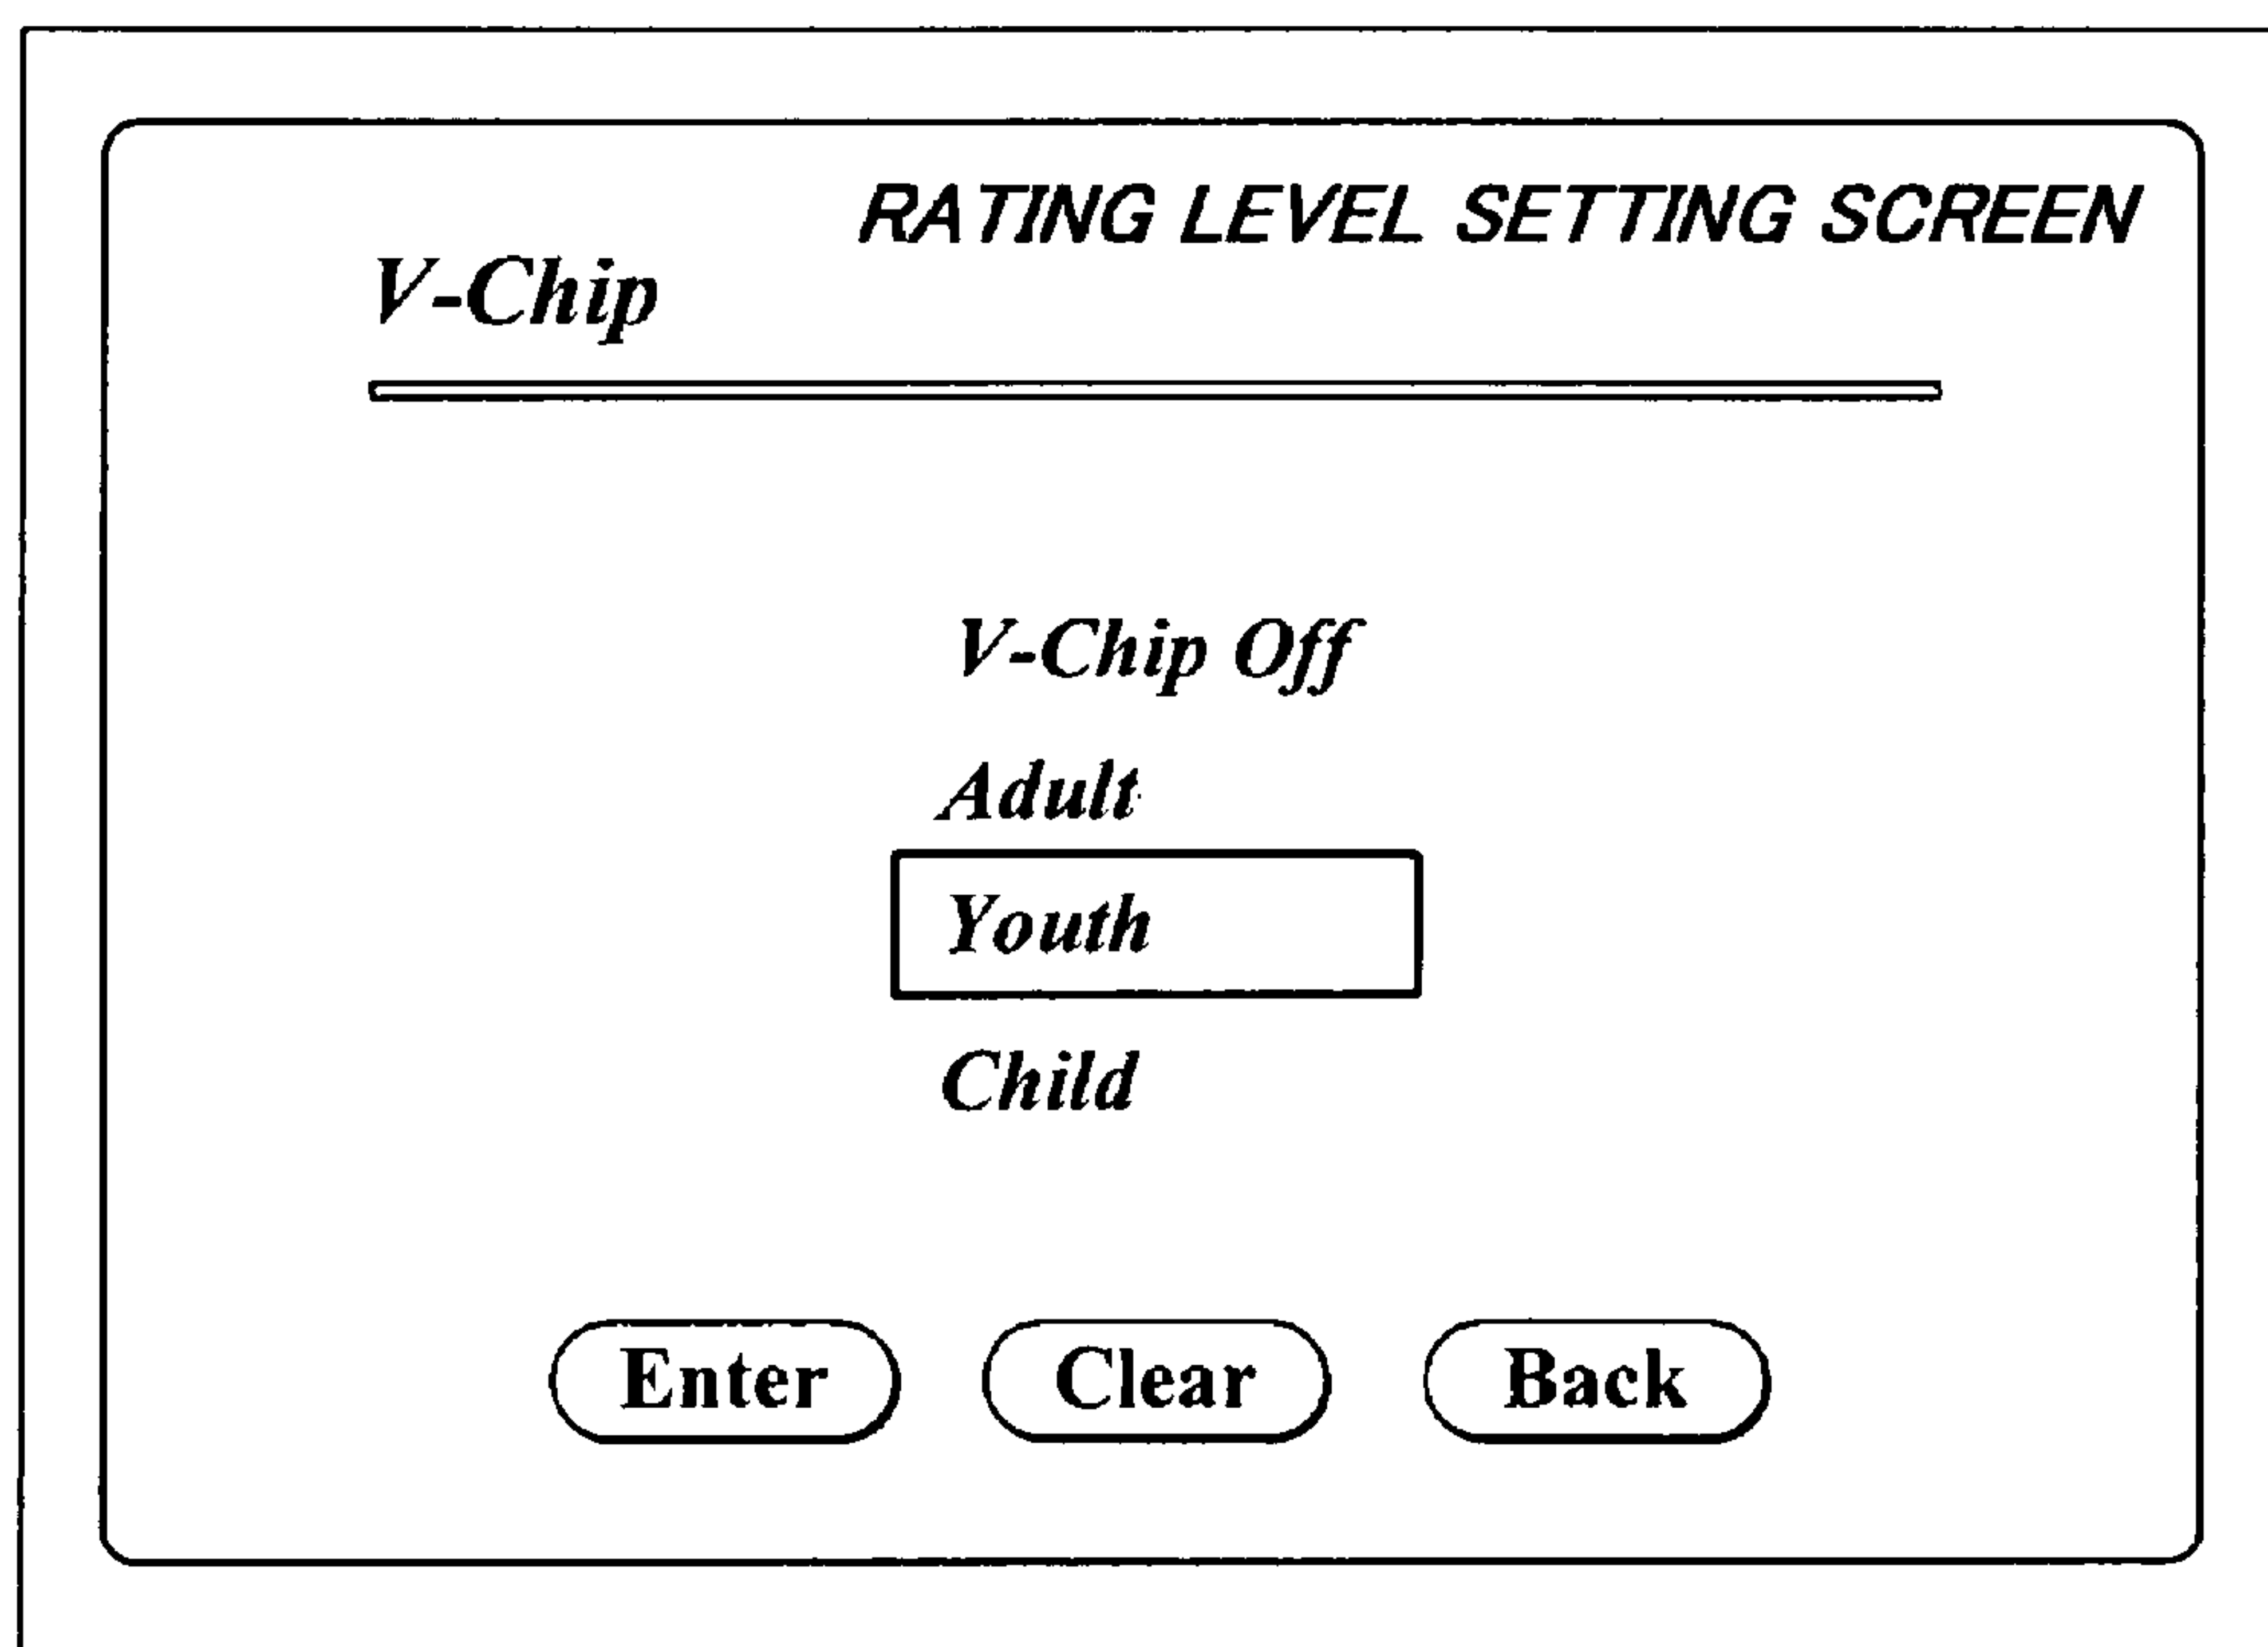 RATING LEVEL SETTING SCREEN
V-Chip
V-Chip Off
Adult
Youth
Child
Enter Clear Back